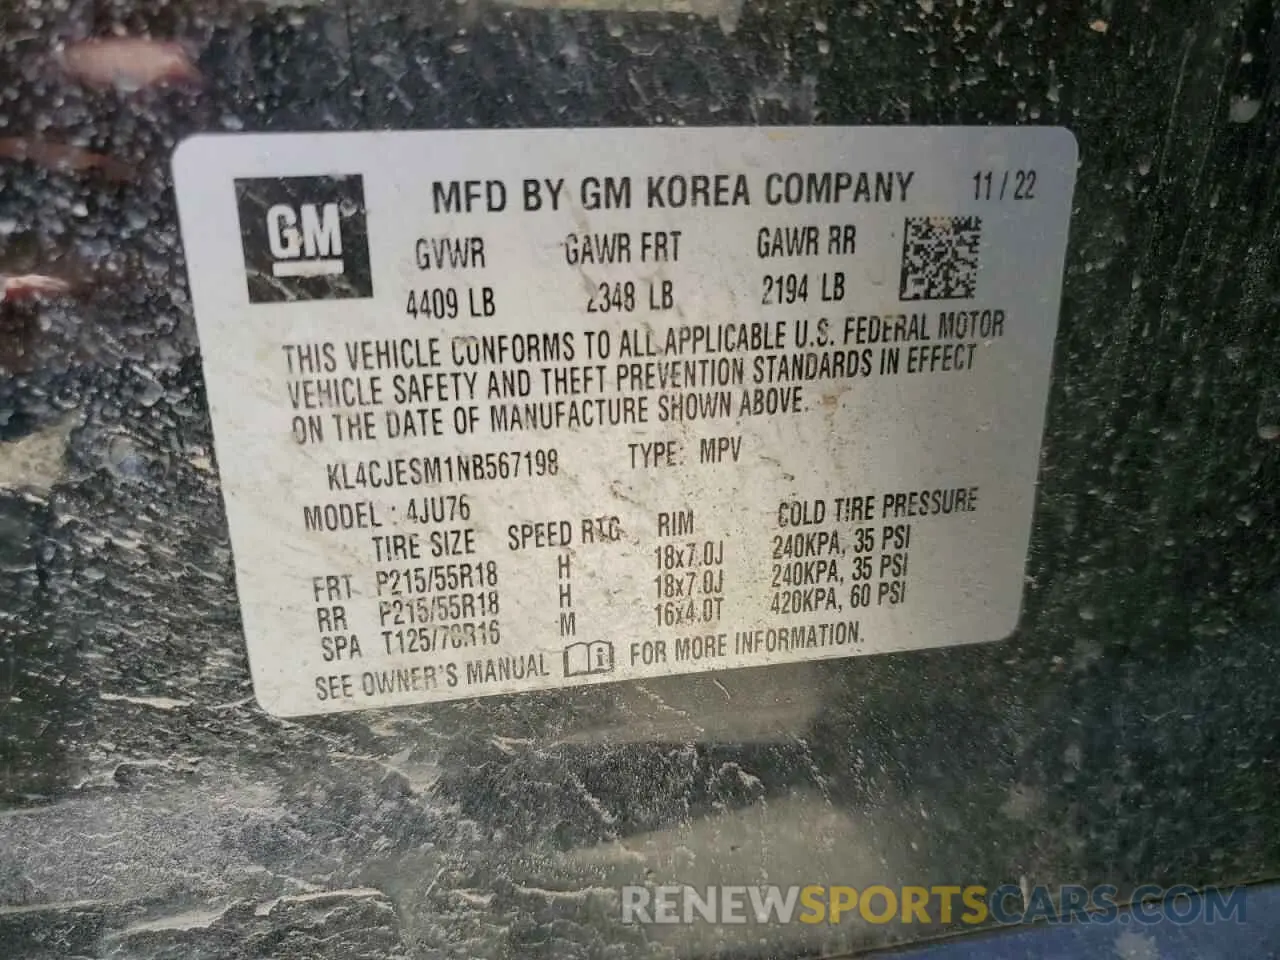 GM
MFD BY GM KOREA COMPANY 11 / 22
GVWR GAWR FRT GAWR RR
4409 LB 2348 LB 2194 LB
THIS VEHICLE CONFORMS TO ALL APPLICABLE U.S. FEDERAL MOTOR
VEHICLE SAFETY AND THEFT PREVENTION STANDARDS IN EFFECT
ON THE DATE OF MANUFACTURE SHOWN ABOVE.
KL4CJESM1NB567198 TYPE: MPV
MODEL : 4JU76
TIRE SIZE SPEED RTG RIM COLD TIRE PRESSURE
FRT P215/55R18 H 18x7.0J 240KPA, 35 PSI
RR P215/55R18 H 18x7.0J 240KPA, 35 PSI
SPA T125/70R16 M 16x4.0T 420KPA, 60 PSI
SEE OWNER'S MANUAL FOR MORE INFORMATION.
RENEWSPORTSCARS.COM